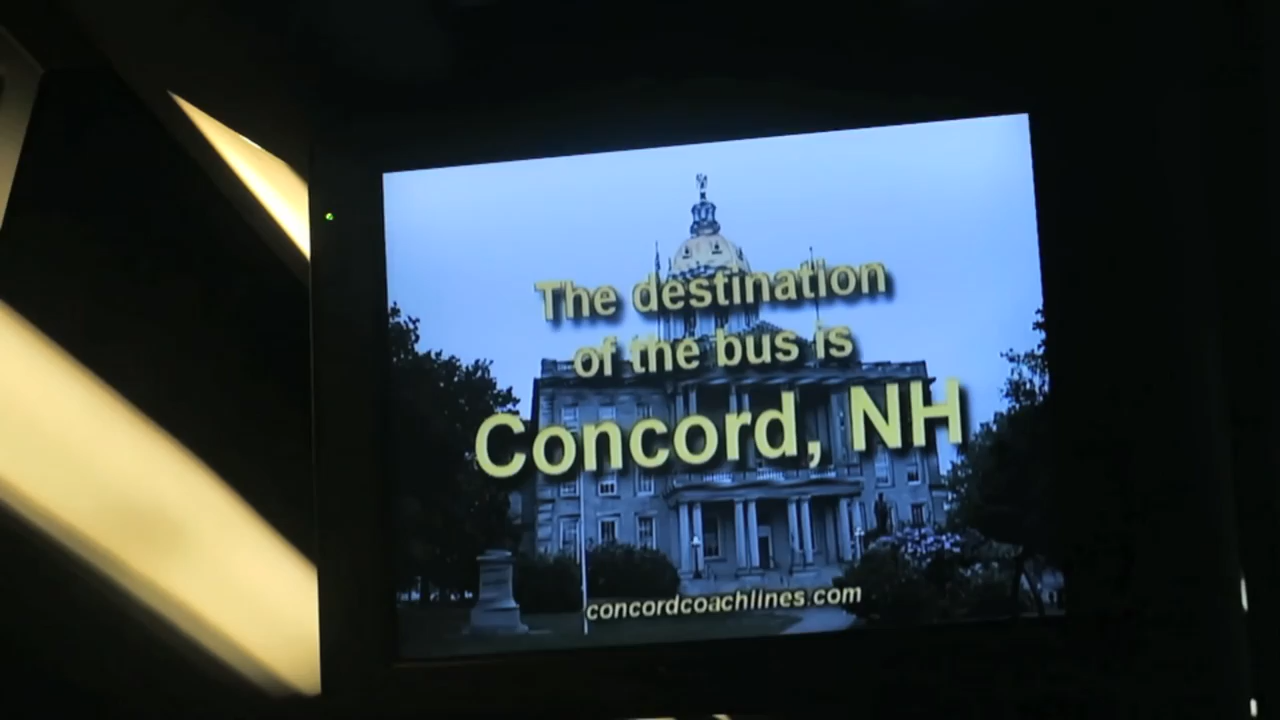 The destination
of the bus is
Concord, NH
concordcoachlines.com